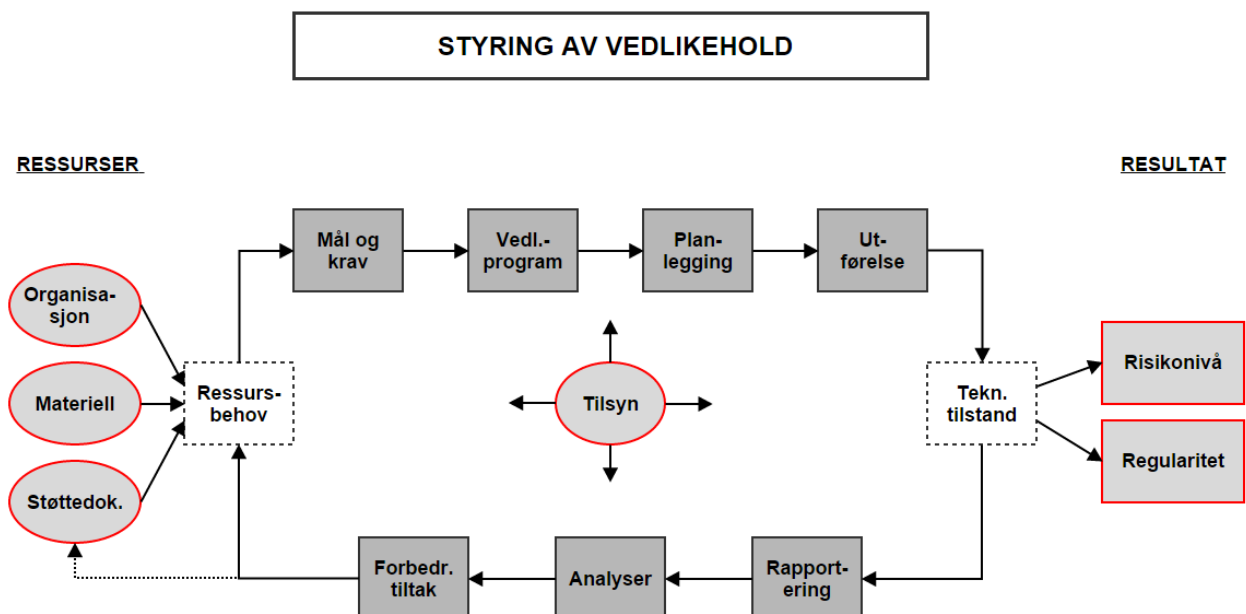 STYRING AV VEDLIKEHOLD
RESSURSER
RESULTAT
Mål og
krav
Vedl.-
program
Plan-
legging
Ut-
førelse
Organisa-
sjon
Materiell
Støttedok.
Ressurs-
behov
Tilsyn
Tekn.
tilstand
Risikonivå
Regularitet
Forbedr.
tiltak
Analyser
Rapport-
ering